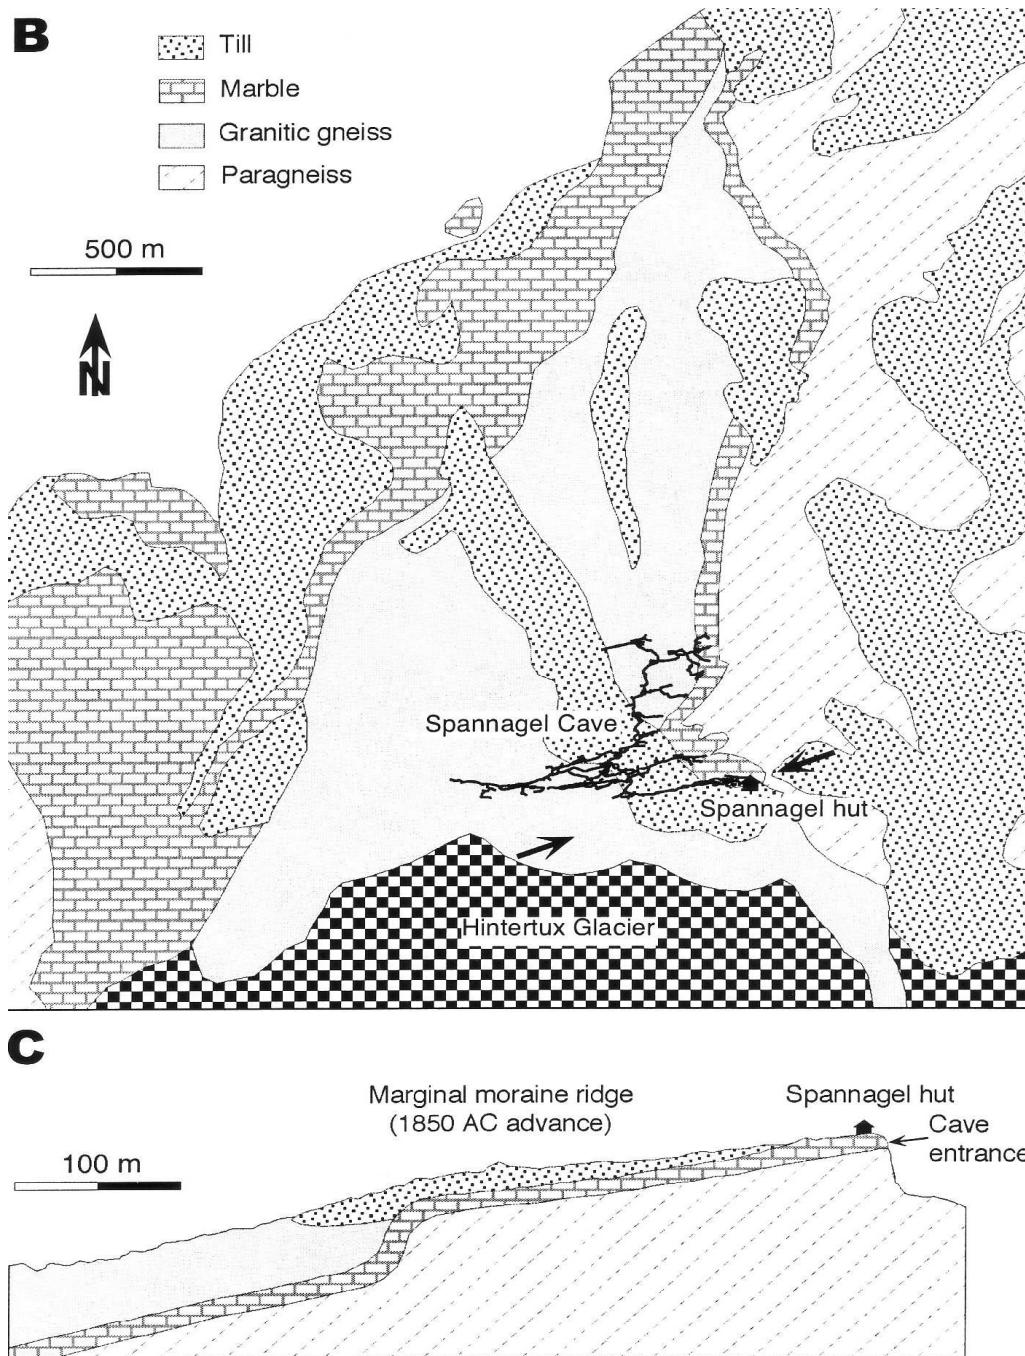 B
Till
Marble
Granitic gneiss
Paragneiss
500 m
N
Spannagel Cave
Spannagel hut
Hintertux Glacier
C
Marginal moraine ridge
(1850 AC advance)
Spannagel hut
Cave
entrance
100 m